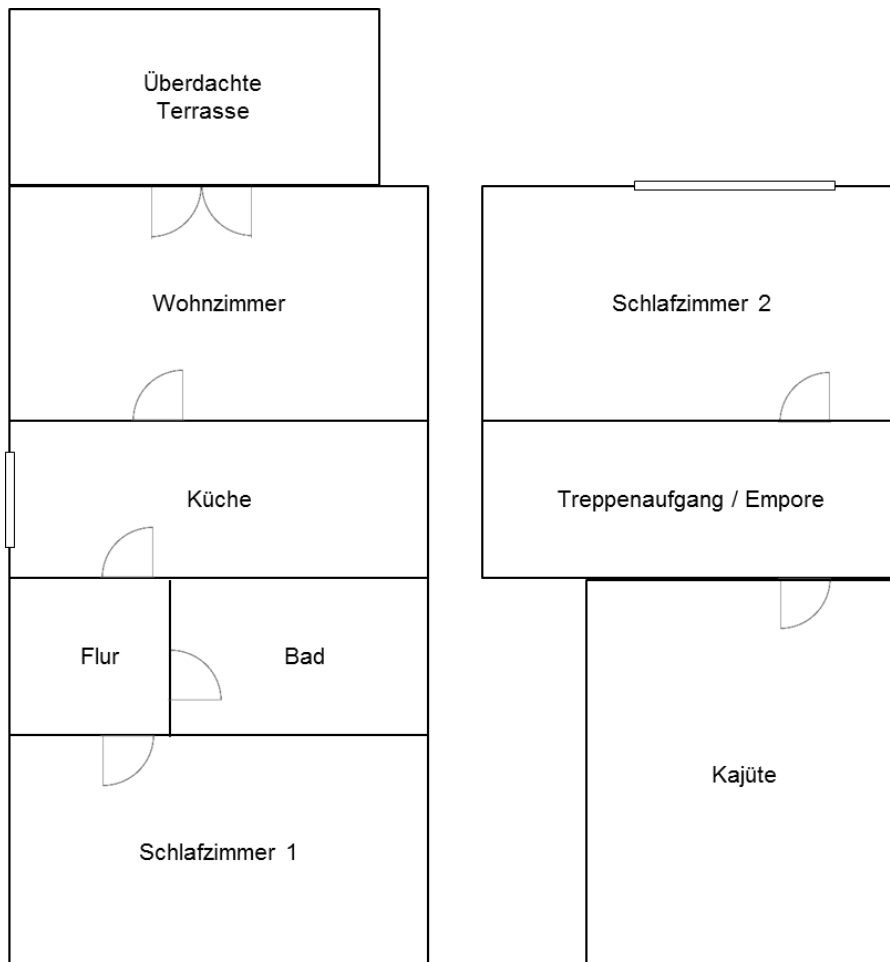 Überdachte
Terrasse
Wohnzimmer
Schlafzimmer 2
Küche
Treppenaufgang / Empore
Flur
Bad
Kajüte
Schlafzimmer 1